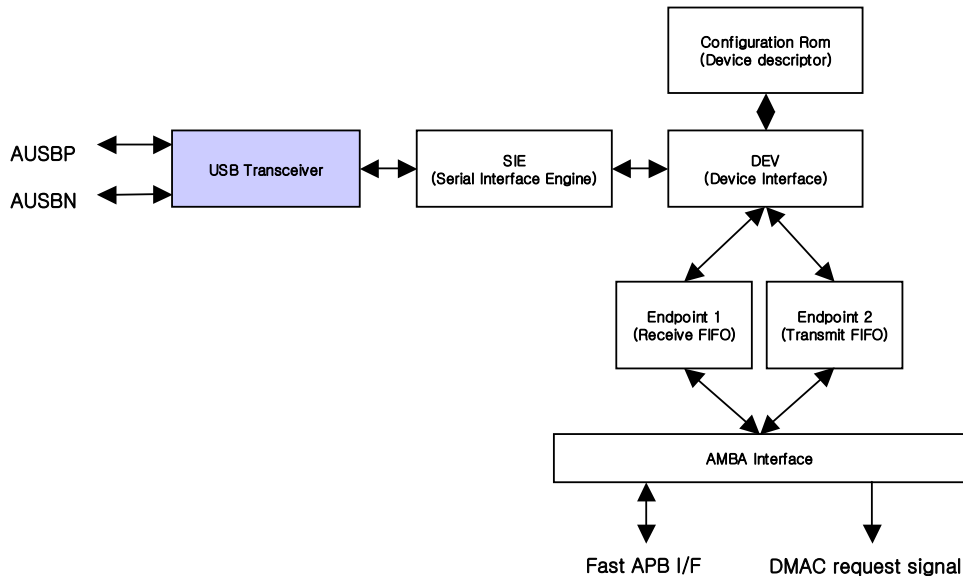 Configuration Rom
(Device descriptor)
AUSBP
AUSBN
USB Transceiver
SIE
(Serial Interface Engine)
DEV
(Device Interface)
Endpoint 1
(Receive FIFO)
Endpoint 2
(Transmit FIFO)
AMBA Interface
Fast APB I/F
DMAC request signal